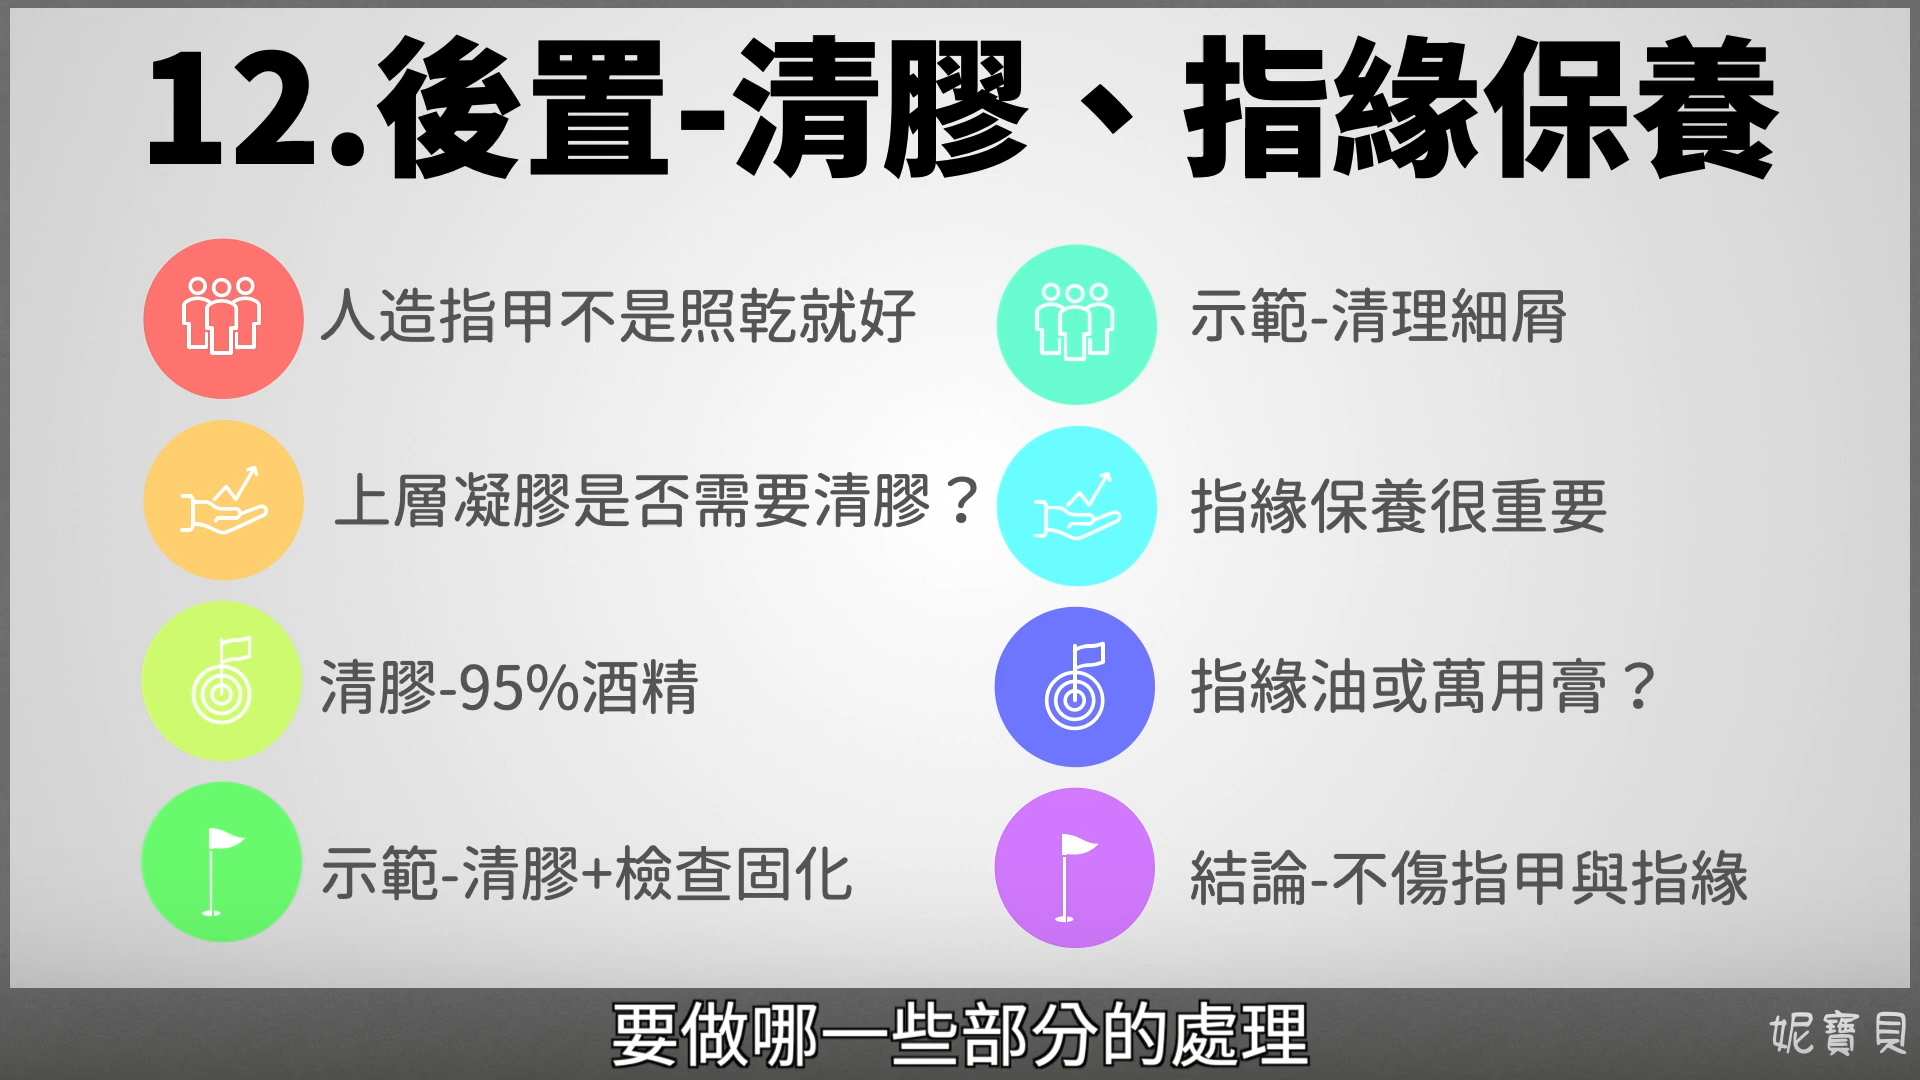 12.後置-清膠、指緣保養
人造指甲不是照乾就好
上層凝膠是否需要清膠？
清膠-95%酒精
示範-清膠+檢查固化
示範-清理細屑
指緣保養很重要
指緣油或萬用膏？
結論-不傷指甲與指緣
要做哪一些部分的處理
妮寶貝